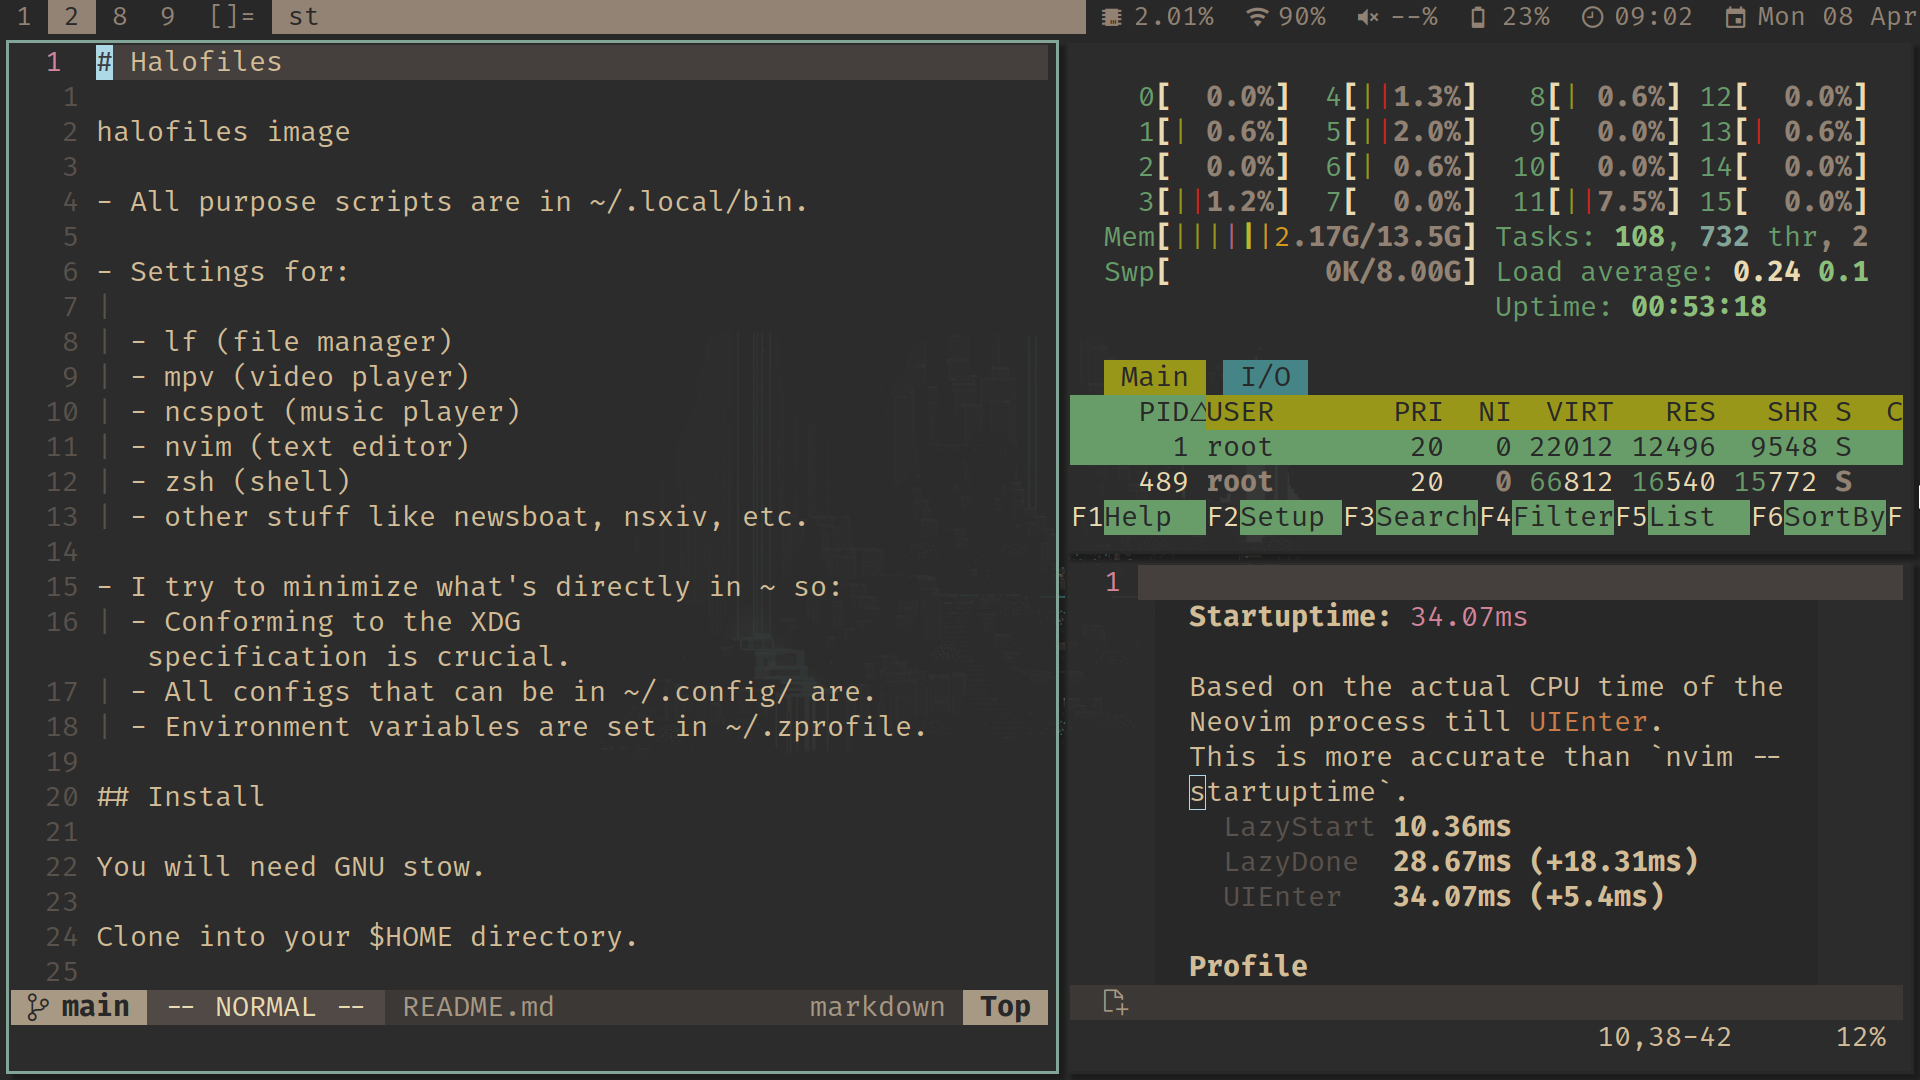 1 2 8 9 []= st 2.01% 90% --% 23% 09:02 Mon 08 Apr
1 # Halofiles
1
2 halofiles image
3
4 - All purpose scripts are in ~/.local/bin.
5
6 - Settings for:
7 |
8 | - lf (file manager)
9 | - mpv (video player)
10 | - ncspot (music player)
11 | - nvim (text editor)
12 | - zsh (shell)
13 | - other stuff like newsboat, nsxiv, etc.
14
15 - I try to minimize what's directly in ~ so:
16 | - Conforming to the XDG
specification is crucial.
17 | - All configs that can be in ~/.config/ are.
18 | - Environment variables are set in ~/.zprofile.
19
20 ## Install
21
22 You will need GNU stow.
23
24 Clone into your $HOME directory.
25
main -- NORMAL -- README.md markdown Top
0[ 0.0%] 4[||1.3%] 8[| 0.6%] 12[ 0.0%]
1[| 0.6%] 5[||2.0%] 9[ 0.0%] 13[| 0.6%]
2[ 0.0%] 6[| 0.6%] 10[ 0.0%] 14[ 0.0%]
3[||1.2%] 7[ 0.0%] 11[||7.5%] 15[ 0.0%]
Mem[||||||2.17G/13.5G] Tasks: 108, 732 thr, 2
Swp[ 0K/8.00G] Load average: 0.24 0.1
Uptime: 00:53:18
Main I/O
PID△USER PRI NI VIRT RES SHR S C
1 root 20 0 22012 12496 9548 S
489 root 20 0 66812 16540 15772 S
F1Help F2Setup F3SearchF4FilterF5List F6SortByF
1
Startuptime: 34.07ms
Based on the actual CPU time of the
Neovim process till UIEnter.
This is more accurate than `nvim --
startuptime`.
LazyStart 10.36ms
LazyDone 28.67ms (+18.31ms)
UIEnter 34.07ms (+5.4ms)
Profile
10,38-42 12%